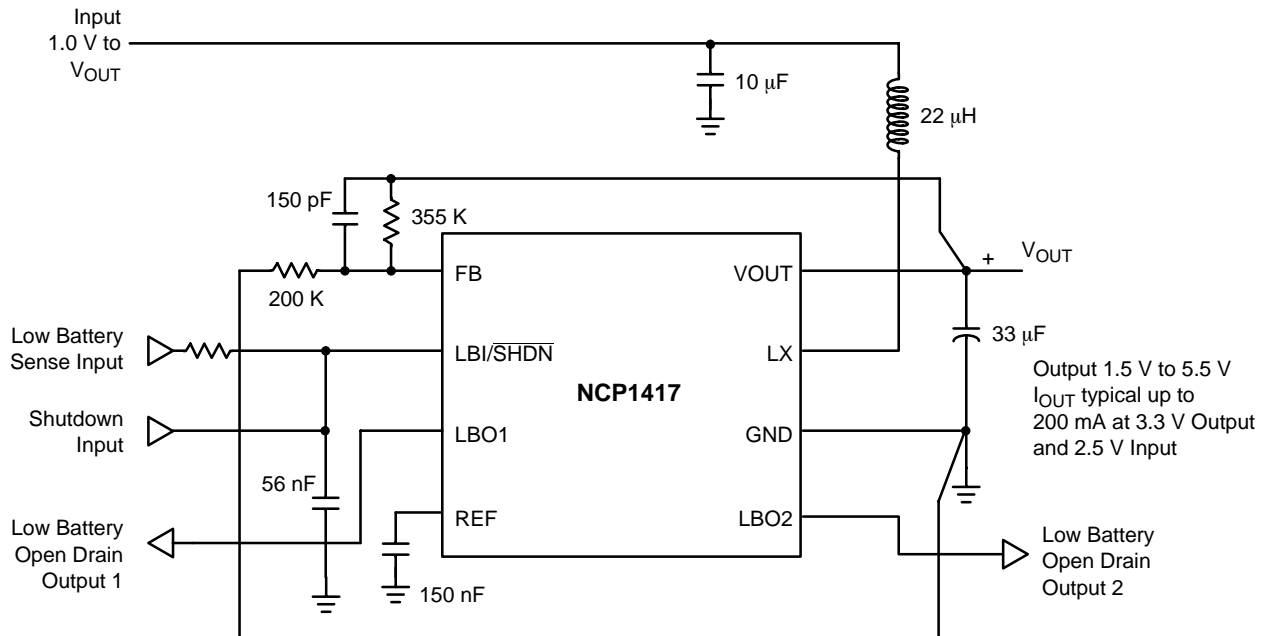 Input
1.0 V to
VOUT
10 μF
22 μH
150 pF
355 K
200 K
FB
VOUT
+
VOUT
Low Battery
Sense Input
LBI/SHDN
NCP1417
LX
33 μF
Output 1.5 V to 5.5 V
IOUT typical up to
200 mA at 3.3 V Output
and 2.5 V Input
Shutdown
Input
LBO1
GND
56 nF
REF
LBO2
Low Battery
Open Drain
Output 1
150 nF
Low Battery
Open Drain
Output 2